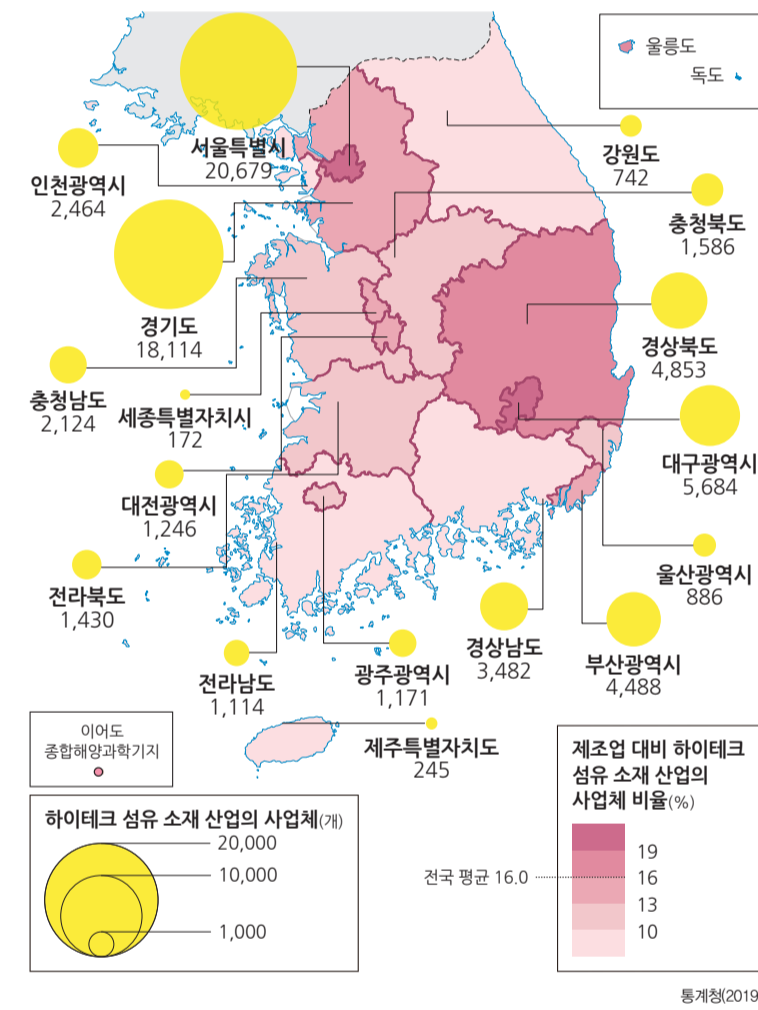 울릉도
독도
서울특별시
20,679
인천광역시
2,464
강원도
742
충청북도
1,586
경기도
18,114
경상북도
4,853
충청남도
2,124
세종특별자치시
172
대구광역시
5,684
대전광역시
1,246
전라북도
1,430
울산광역시
886
경상남도
3,482
부산광역시
4,488
전라남도
1,114
광주광역시
1,171
제주특별자치도
245
이어도
종합해양과학기지
하이테크 섬유 소재 산업의 사업체(개)
20,000
10,000
1,000
제조업 대비 하이테크
섬유 소재 산업의
사업체 비율(%)
19
전국 평균 16.0
16
13
10
통계청(2019